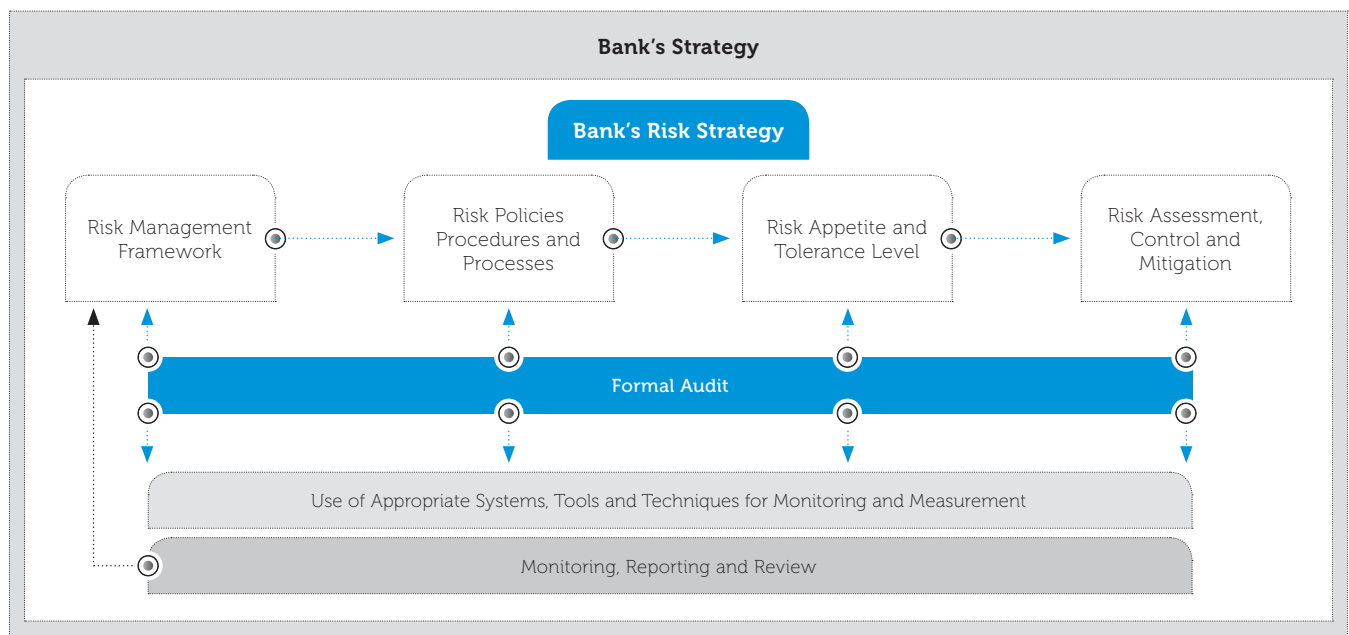 Bank’s Strategy
Bank’s Risk Strategy
Risk Management
Framework
Risk Policies
Procedures and
Processes
Risk Appetite and
Tolerance Level
Risk Assessment,
Control and
Mitigation
Formal Audit
Use of Appropriate Systems, Tools and Techniques for Monitoring and Measurement
Monitoring, Reporting and Review